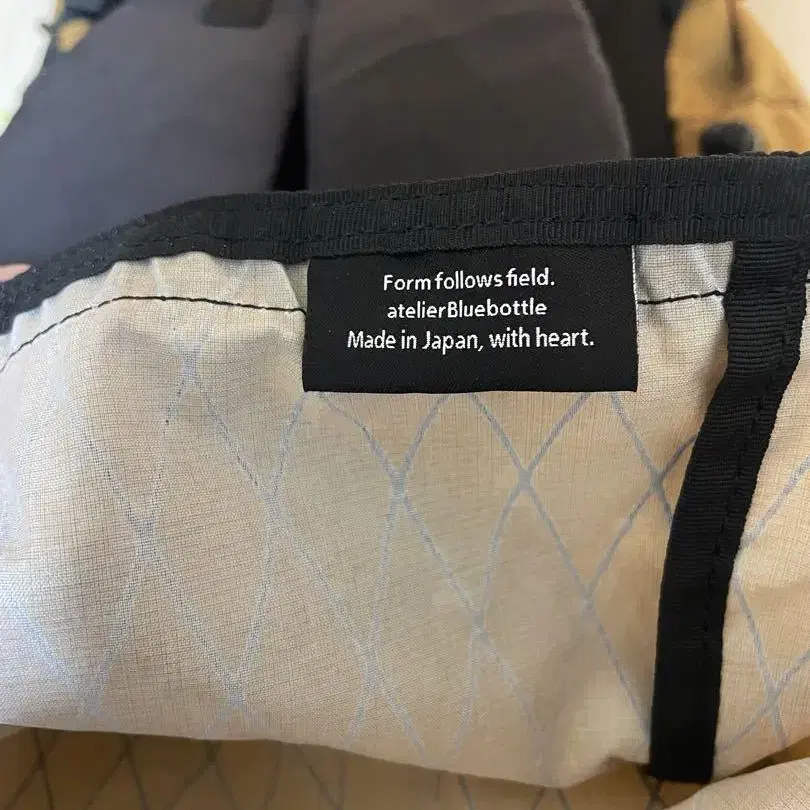 Form follows field.
atelierBluebottle
Made in Japan, with heart.